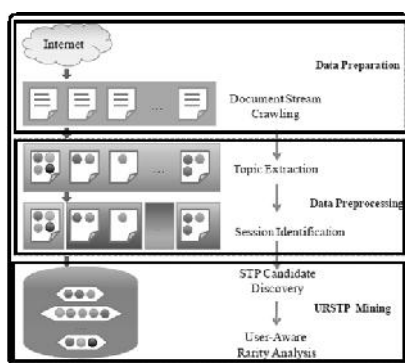 Internet
Data Preparation
...
Document Stream
Crawling
...
Topic Extraction
Data Preprocessing
Session Identification
STP Candidate
Discovery
URSTP Mining
User-Aware
Rarity Analysis